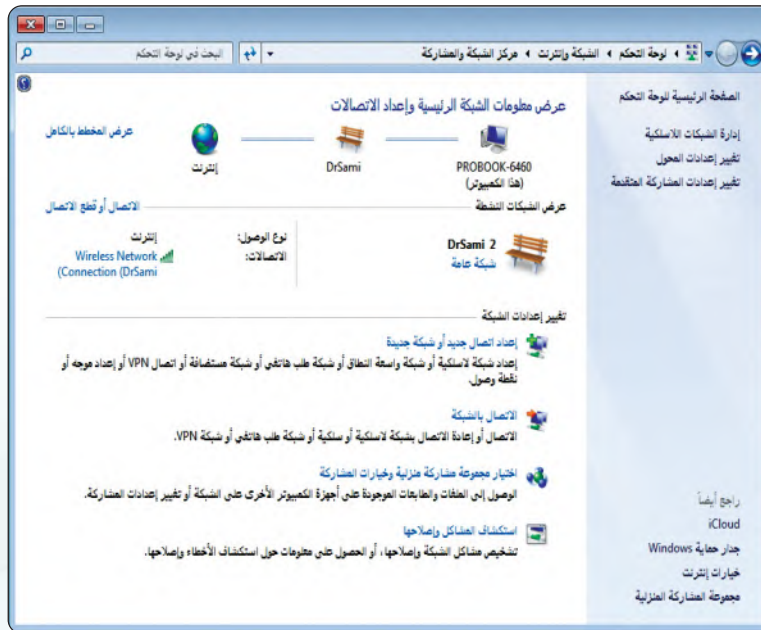 لوحة التحكم ‹ الشبكة وإنترنت ‹ مركز الشبكة والمشاركة
البحث في لوحة التحكم
الصفحة الرئيسية للوحة التحكم
إدارة الشبكات اللاسلكية
تغيير إعدادات المحول
تغيير إعدادات المشاركة المتقدمة
عرض معلومات الشبكة الرئيسية وإعداد الاتصالات
عرض المخطط بالكامل
PROBOOK-6460
(هذا الكمبيوتر)
DrSami
إنترنت
عرض الشبكات النشطة
الاتصال أو قطع الاتصال
DrSami 2
شبكة عامة
نوع الوصول: إنترنت
الاتصالات: Wireless Network
(Connection (DrSami
تغيير إعدادات الشبكة
إعداد اتصال جديد أو شبكة جديدة
إعداد شبكة لاسلكية أو شبكة واسعة النطاق أو شبكة طلب هاتفي أو شبكة مستضافة أو اتصال VPN أو إعداد موجه أو
نقطة وصول.
الاتصال بالشبكة
الاتصال أو إعادة الاتصال بشبكة لاسلكية أو سلكية أو شبكة طلب هاتفي أو شبكة VPN.
اختيار مجموعة مشاركة منزلية وخيارات المشاركة
الوصول إلى الملفات والطابعات الموجودة على أجهزة الكمبيوتر الأخرى على الشبكة أو تغيير إعدادات المشاركة.
استكشاف المشاكل وإصلاحها
تشخيص مشاكل الشبكة وإصلاحها، أو الحصول على معلومات حول استكشاف الأخطاء وإصلاحها.
راجع أيضاً
iCloud
جدار حماية Windows
خيارات إنترنت
مجموعة المشاركة المنزلية